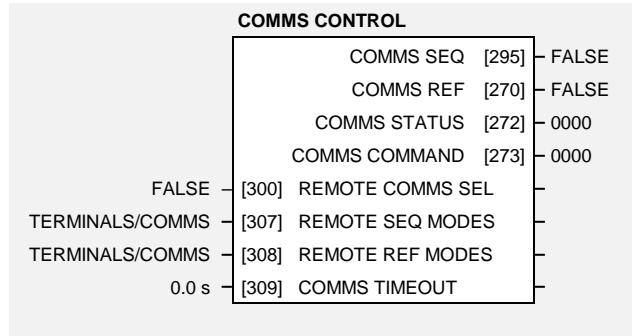 COMMS CONTROL
COMMS SEQ [295] – FALSE
COMMS REF [270] – FALSE
COMMS STATUS [272] – 0000
COMMS COMMAND [273] – 0000
FALSE – [300] REMOTE COMMS SEL –
TERMINALS/COMMS – [307] REMOTE SEQ MODES –
TERMINALS/COMMS – [308] REMOTE REF MODES –
0.0 s – [309] COMMS TIMEOUT –